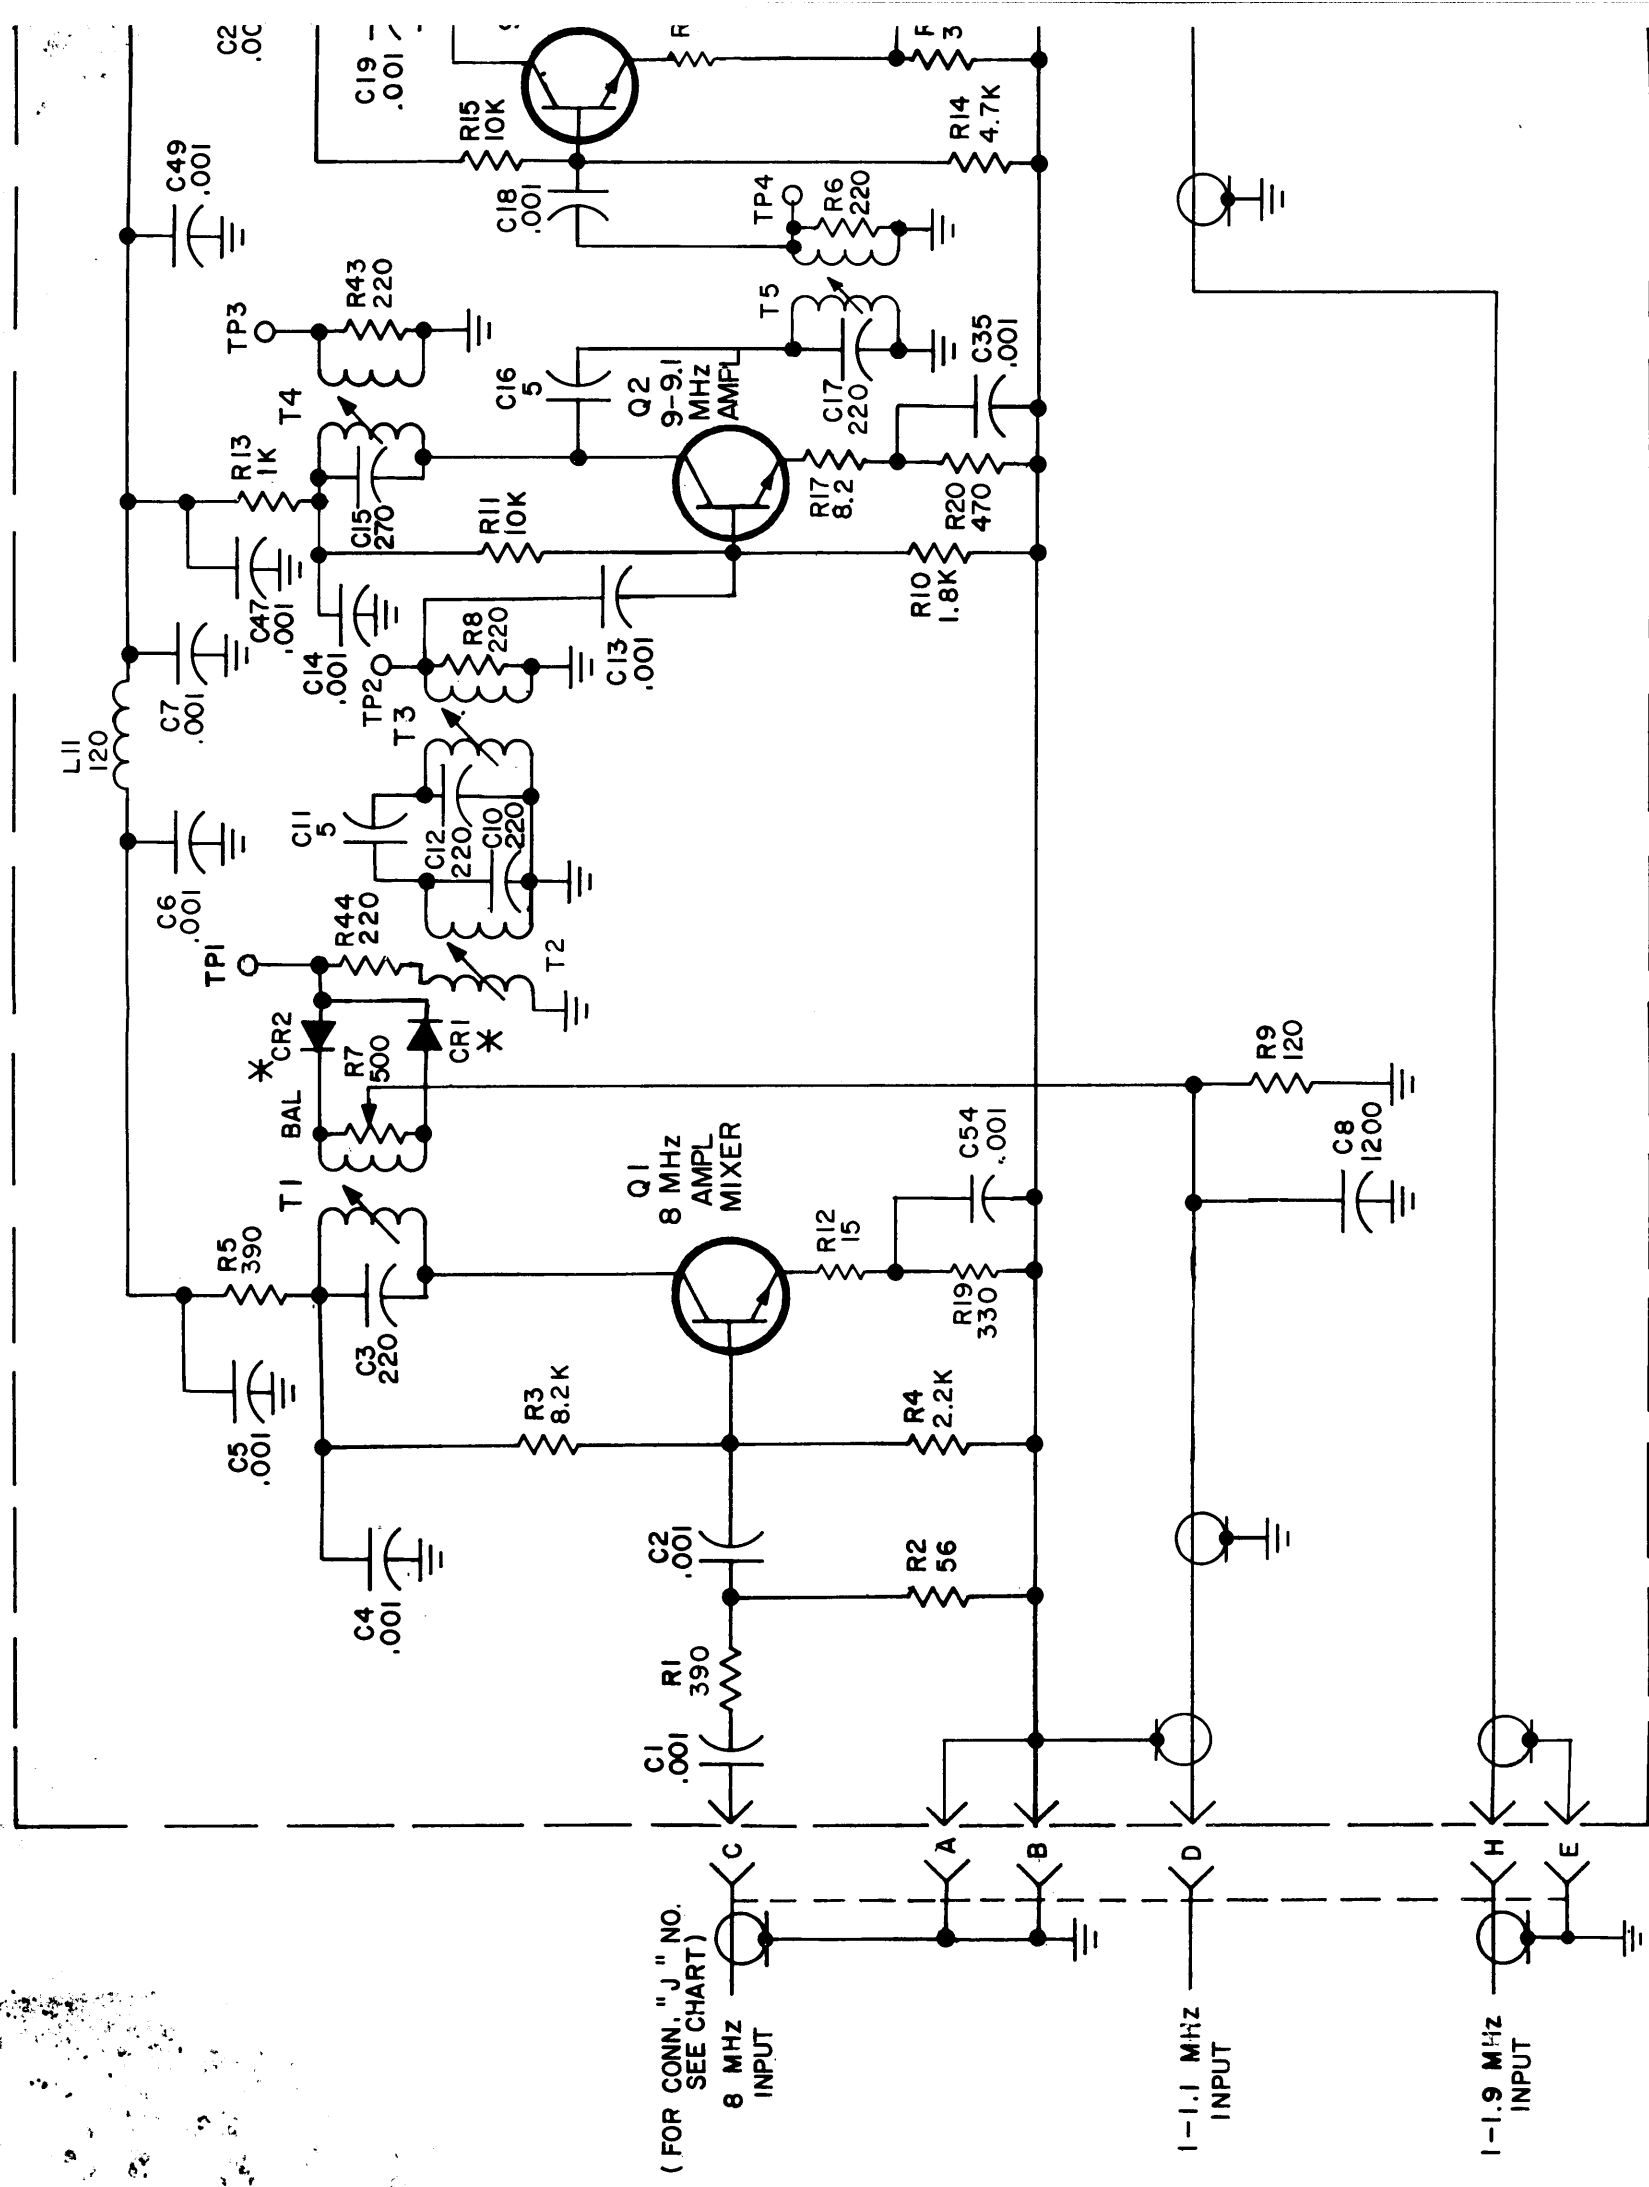 (FOR CONN. "J" NO.
SEE CHART)
8 MHz
INPUT
1-1.1 MHz
INPUT
1-1.9 MHz
INPUT
C
A
B
D
H
E
C1
.001
R1
390
C2
.001
R2
56
C4
.001
C5
.001
R3
8.2K
R4
2.2K
C3
220
R5
390
T1
Q1
8 MHz
AMPL
MIXER
R12
15
R19
330
C54
.001
C8
1200
R9
120
BAL
R7
500
*
CR2
CR1
*
TP1
R44
220
T2
C6
.001
C11
5
C12
220
C10
220
L11
120
C7
.001
T3
TP2
R8
220
C13
.001
C14
.001
C47
.001
R10
1.8K
R11
10K
R13
1K
C15
270
T4
TP3
R43
220
C16
5
Q2
9-9.1
MHz
AMPL
R17
8.2
R20
470
C17
220
C35
.001
T5
TP4
R6
220
C49
.001
C18
.001
R15
10K
R14
4.7K
C19
.001
R
3